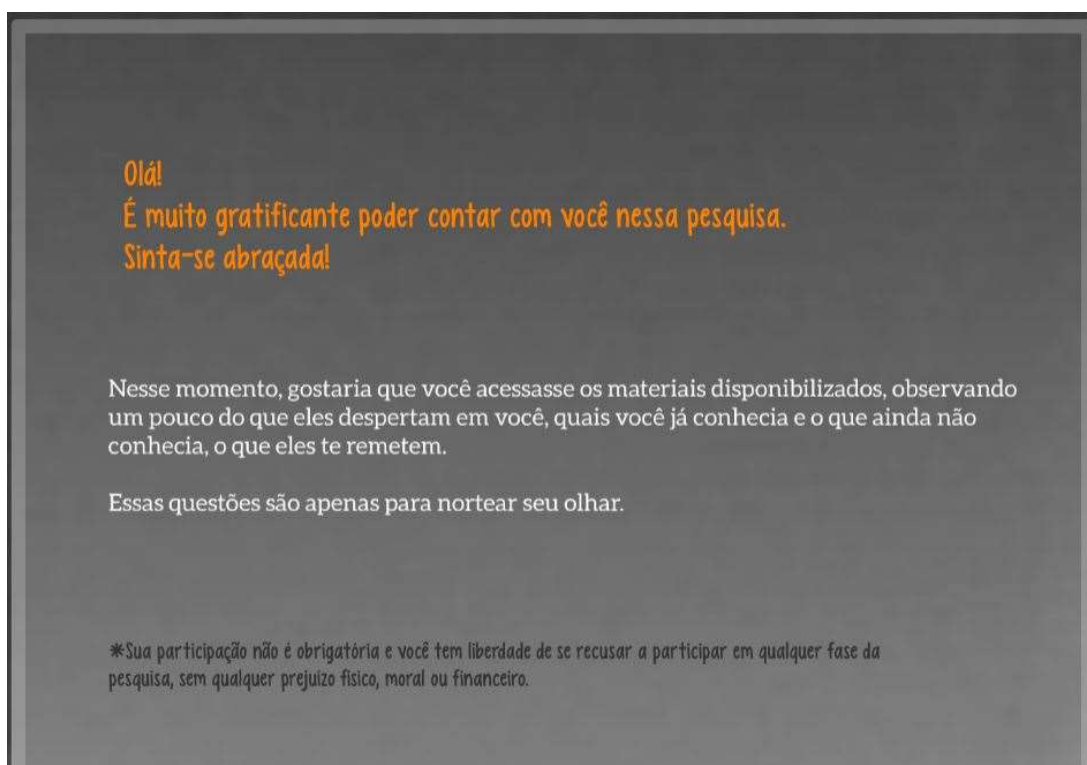 Olá!
É muito gratificante poder contar com você nessa pesquisa.
Sinta-se abraçada!
Nesse momento, gostaria que você acessasse os materiais disponibilizados, observando
um pouco do que eles despertam em você, quais você já conhecia e o que ainda não
conhecia, o que eles te remetem.
Essas questões são apenas para nortear seu olhar.
*Sua participação não é obrigatória e você tem liberdade de se recusar a participar em qualquer fase da
pesquisa, sem qualquer prejuízo físico, moral ou financeiro.